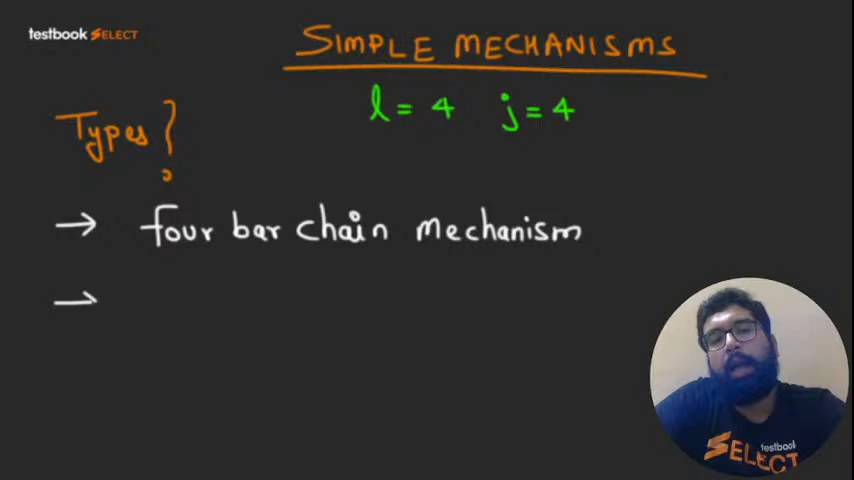 testbook SELECT
SIMPLE MECHANISMS
l = 4 j = 4
Types?
→ four bar chain mechanism
→
testbook
SELECT